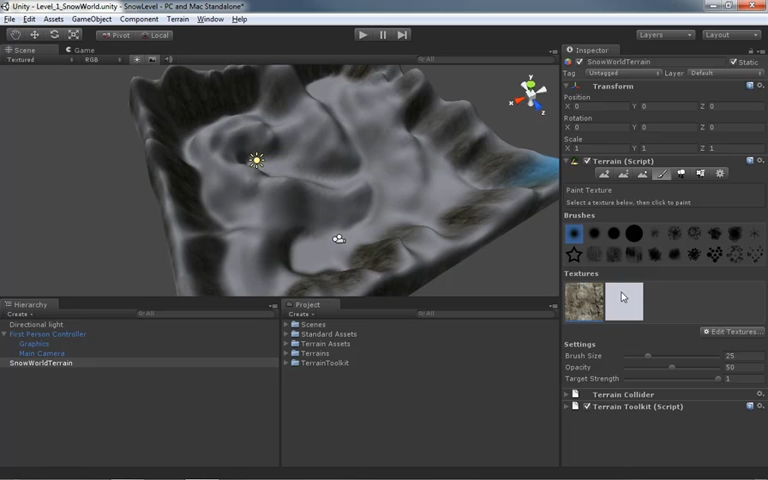 Unity - Level_1_SnowWorld.unity - SnowLevel - PC and Mac Standalone*
File Edit Assets GameObject Component Terrain Window Help*
Pivot Local Layers Layout
Scene Game
Textured RGB All
y
x
z
Inspector
SnowWorldTerrain Static
Tag Untagged Layer Default
Transform
Position
X 0 Y 0 Z 0
Rotation
X 0 Y 0 Z 0
Scale
X 1 Y 1 Z 1
Terrain (Script)
Paint Texture
Select a texture below, then click to paint
Brushes
Textures
Edit Textures...
Settings
Brush Size 25
Opacity 50
Target Strength 1
Terrain Collider
Terrain Toolkit (Script)
Hierarchy
Create All
Directional light
First Person Controller
Graphics
Main Camera
SnowWorldTerrain
Project
Create All
Scenes
Standard Assets
Terrain Assets
Terrains
TerrainToolkit